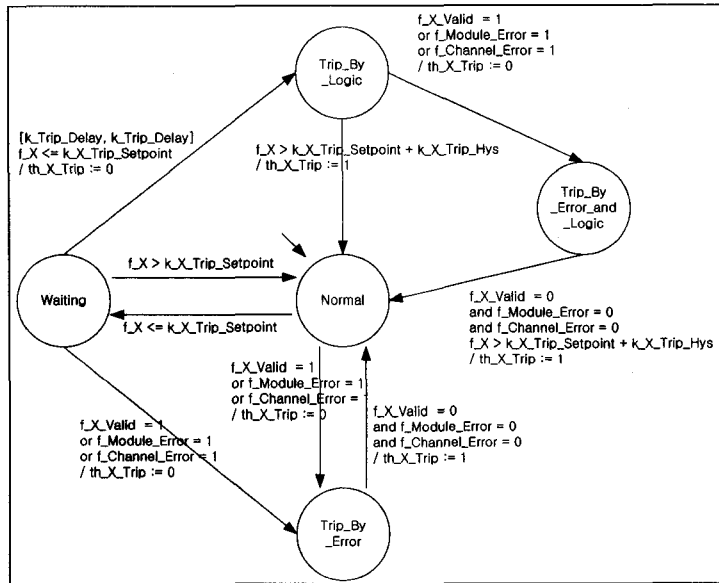 f_X_Valid = 1
or f_Module_Error = 1
or f_Channel_Error = 1
/ th_X_Trip := 0
Trip_By
_Logic
[k_Trip_Delay, k_Trip_Delay]
f_X <= k_X_Trip_Setpoint
/ th_X_Trip := 0
f_X > k_X_Trip_Setpoint + k_X_Trip_Hys
/ th_X_Trip := 1
Trip_By
_Error_and
_Logic
f_X > k_X_Trip_Setpoint
Waiting
Normal
f_X <= k_X_Trip_Setpoint
f_X_Valid = 0
and f_Module_Error = 0
and f_Channel_Error = 0
f_X > k_X_Trip_Setpoint + k_X_Trip_Hys
/ th_X_Trip := 1
f_X_Valid = 1
or f_Module_Error = 1
or f_Channel_Error =
/ th_X_Trip := 0
f_X_Valid = 0
and f_Module_Error = 0
and f_Channel_Error = 0
/ th_X_Trip := 1
f_X_Valid = 1
or f_Module_Error = 1
or f_Channel_Error = 1
/ th_X_Trip := 0
Trip_By
_Error